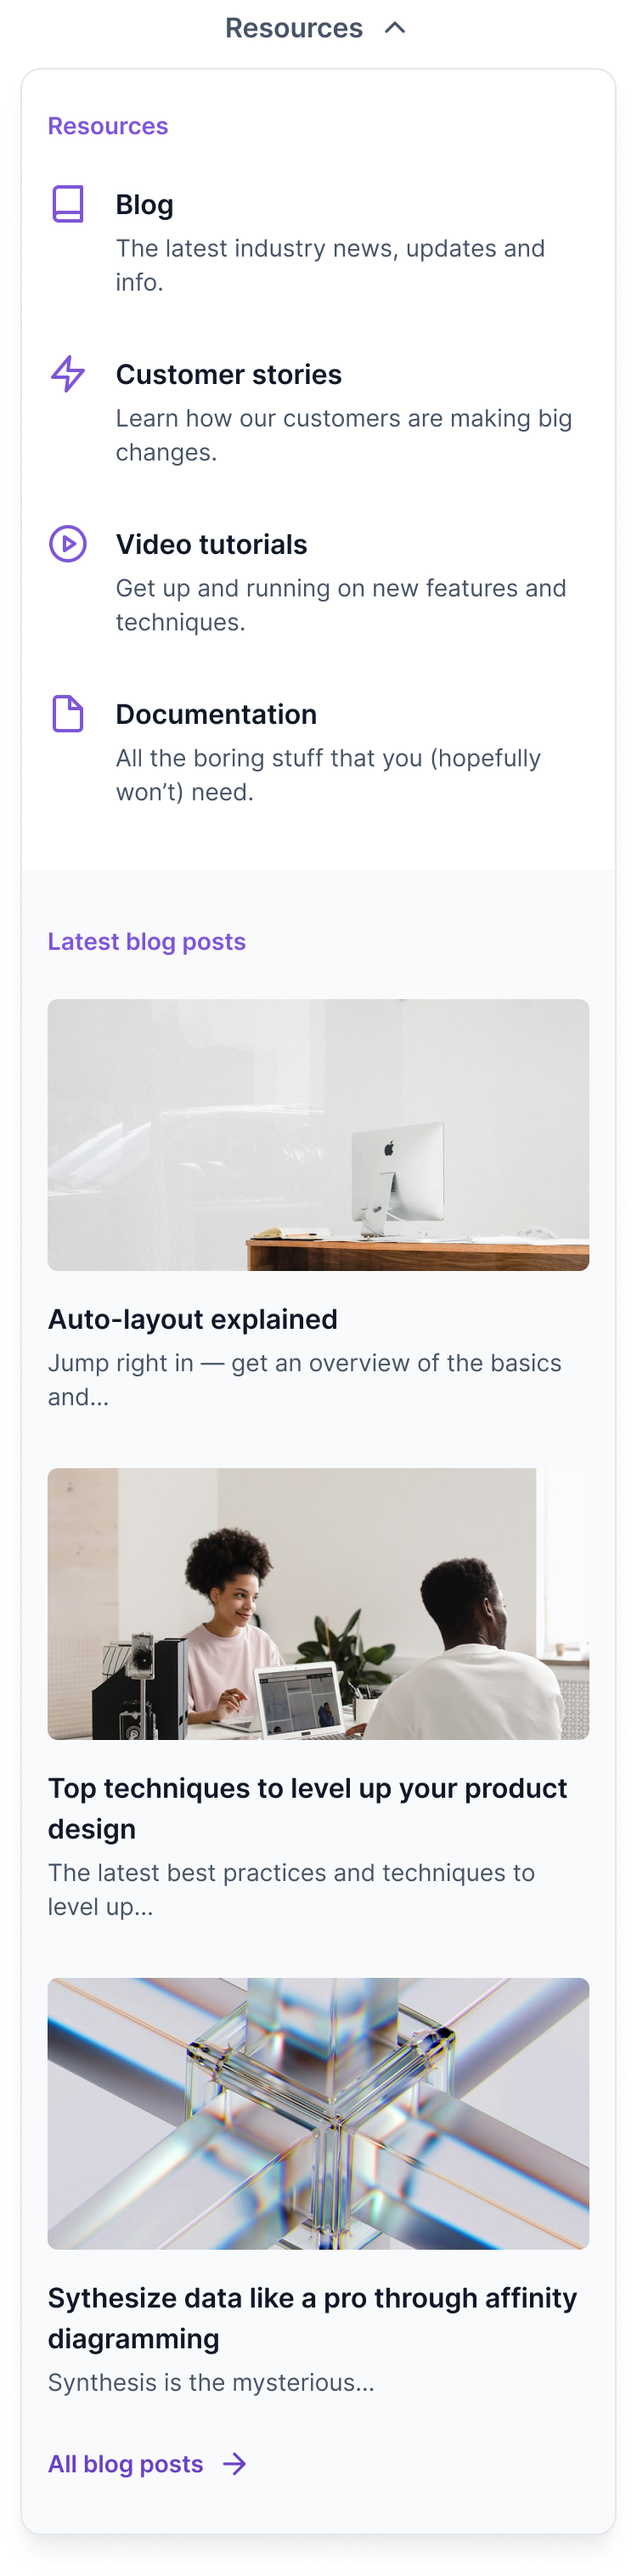 Resources
Resources
Blog
The latest industry news, updates and
info.
Customer stories
Learn how our customers are making big
changes.
Video tutorials
Get up and running on new features and
techniques.
Documentation
All the boring stuff that you (hopefully
won’t) need.
Latest blog posts
Auto-layout explained
Jump right in — get an overview of the basics
and...
Top techniques to level up your product
design
The latest best practices and techniques to
level up...
Sythesize data like a pro through affinity
diagramming
Synthesis is the mysterious...
All blog posts